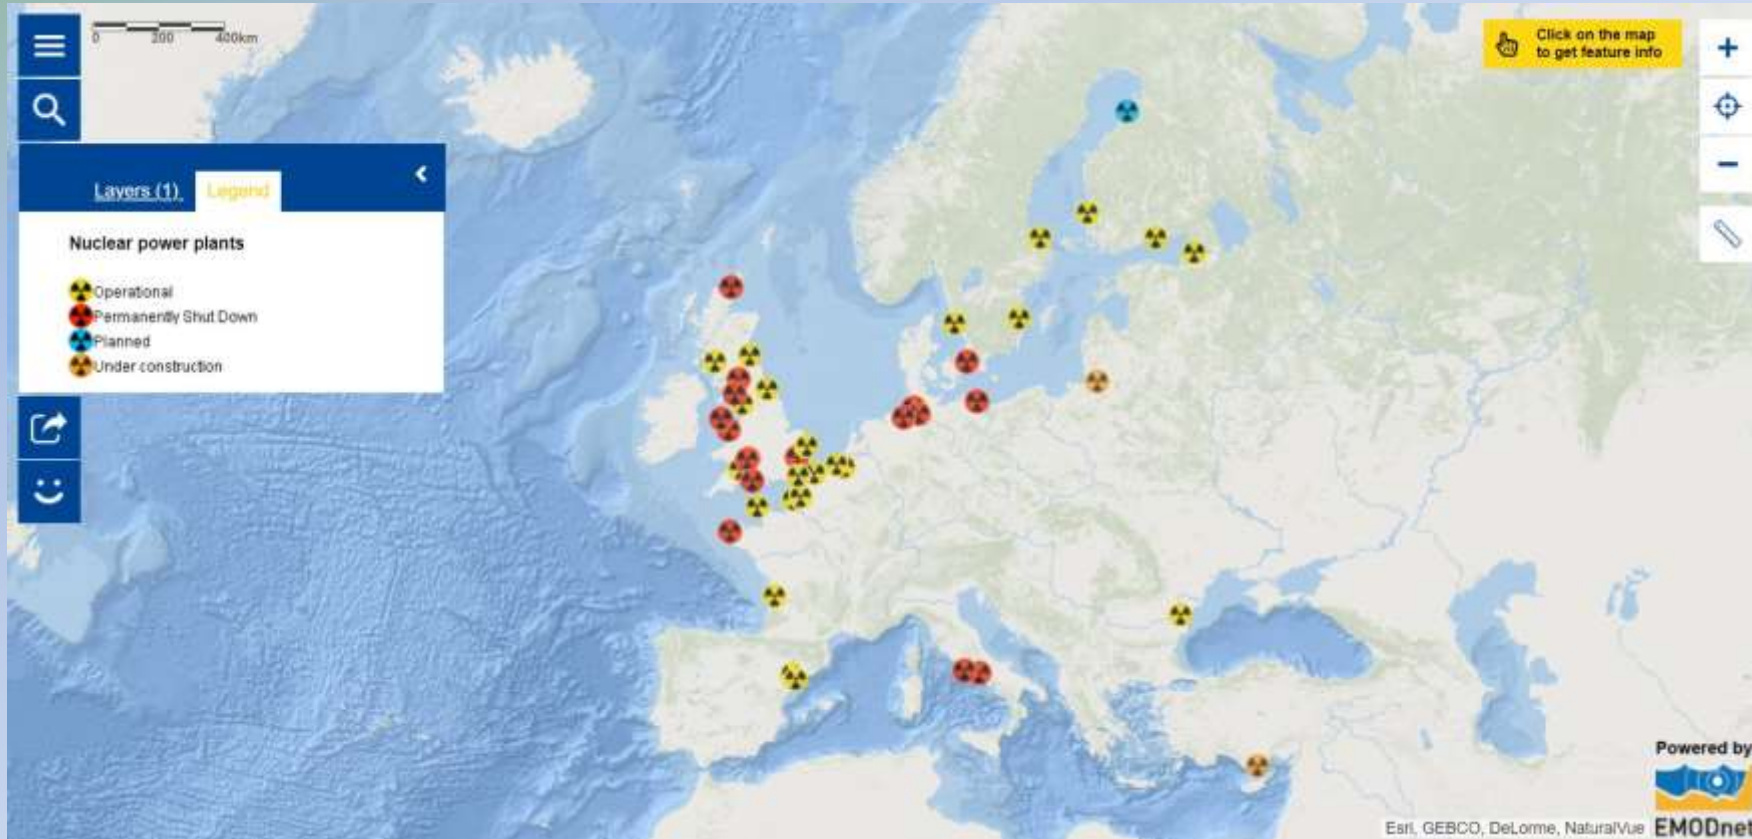 0 200 400km
Click on the map
to get feature info
Layers (1)
Legend
Nuclear power plants
Operational
Permanently Shut Down
Planned
Under construction
Powered by
EMODnet
Esri, GEBCO, DeLorme, NaturalVue